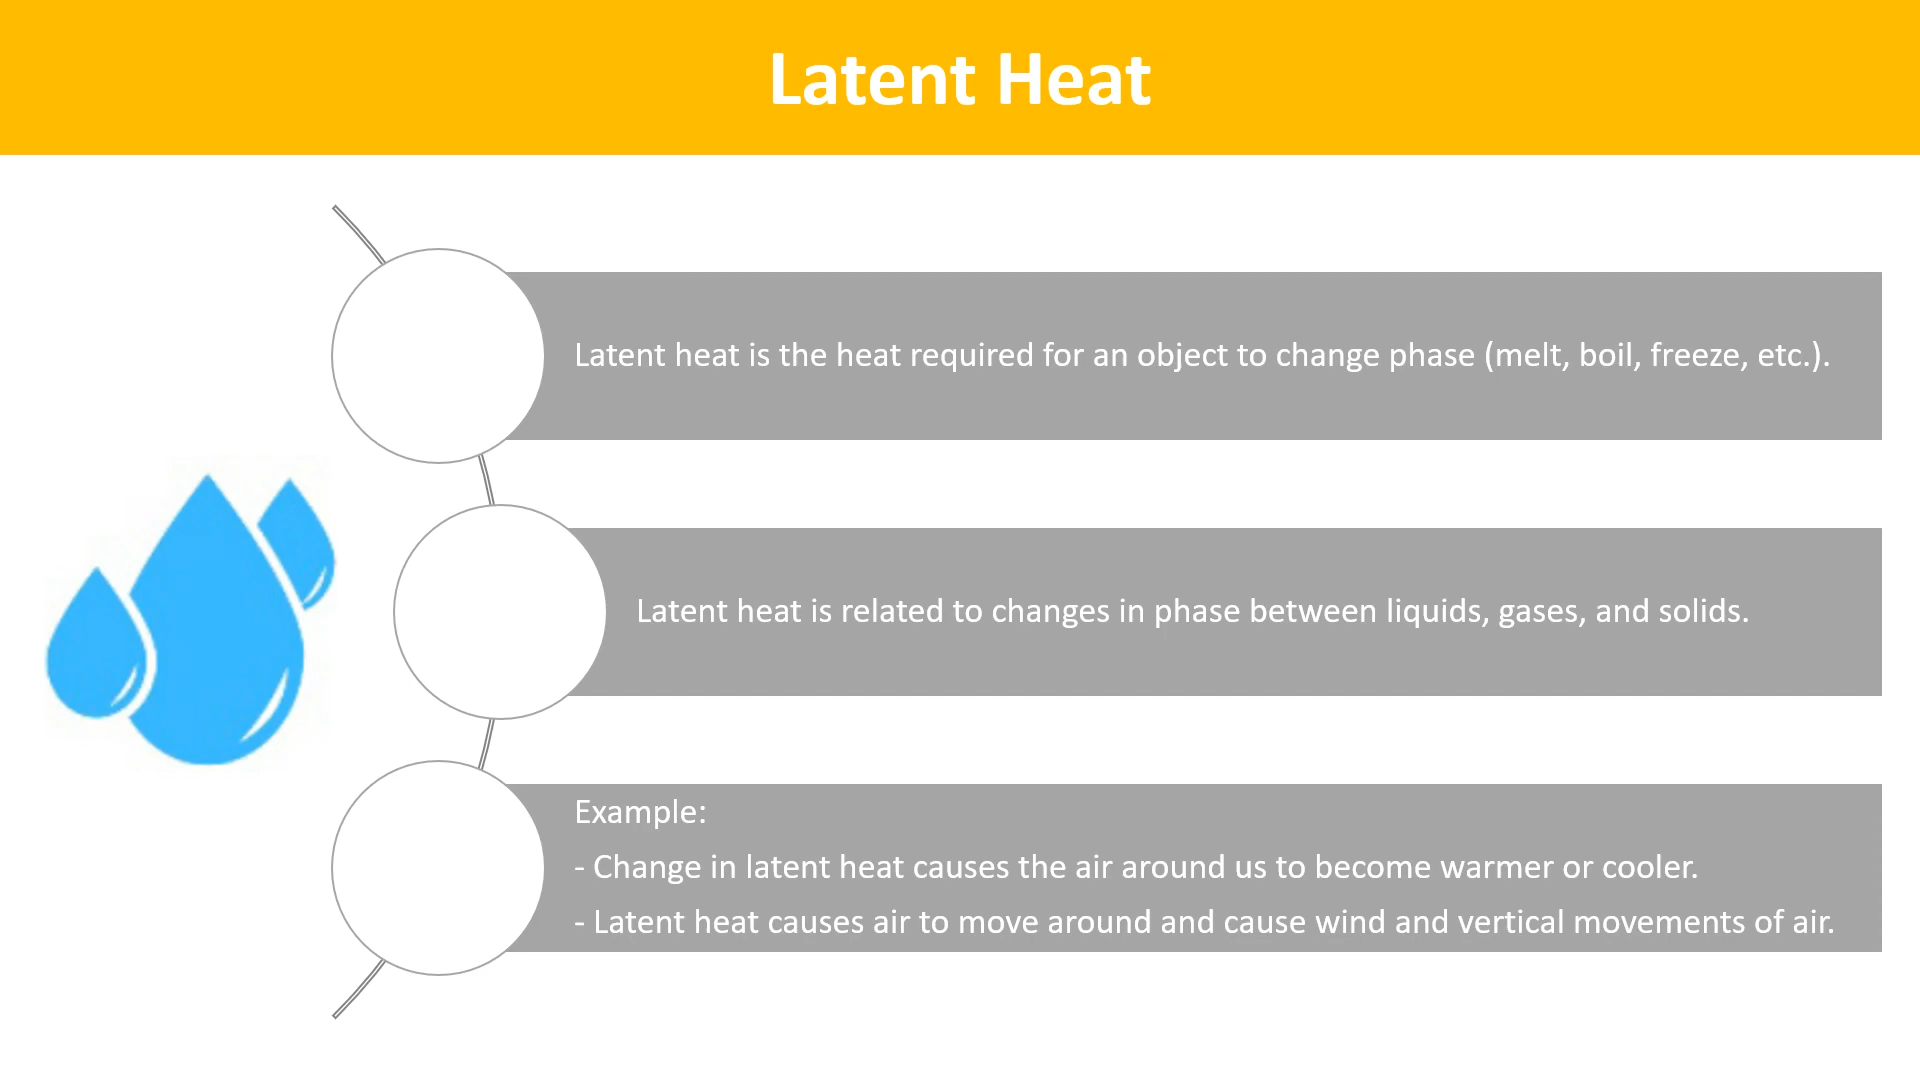 Latent Heat
Latent heat is the heat required for an object to change phase (melt, boil, freeze, etc.).
Latent heat is related to changes in phase between liquids, gases, and solids.
Example:
- Change in latent heat causes the air around us to become warmer or cooler.
- Latent heat causes air to move around and cause wind and vertical movements of air.